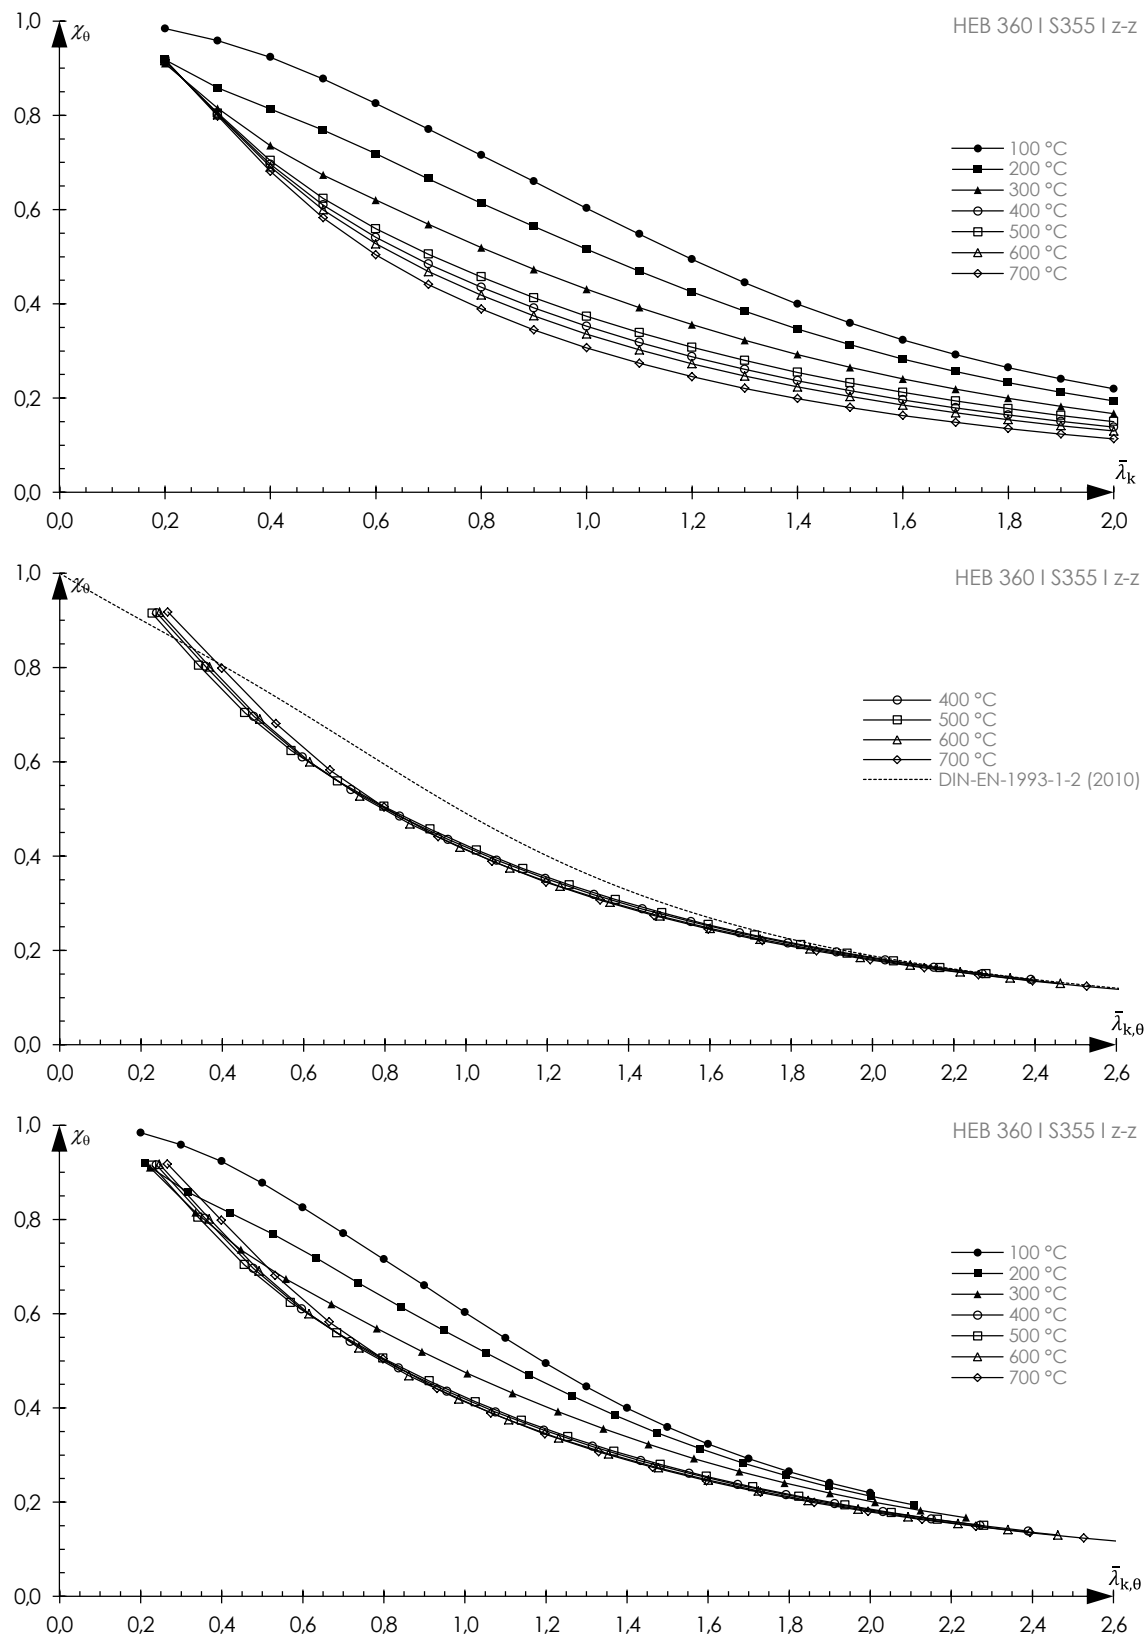 1,0
χθ
HEB 360 I S355 I z-z
0,8
0,6
0,4
0,2
0,0
100 °C
200 °C
300 °C
400 °C
500 °C
600 °C
700 °C
λ̄k
0,0 0,2 0,4 0,6 0,8 1,0 1,2 1,4 1,6 1,8 2,0
1,0
χθ
HEB 360 I S355 I z-z
0,8
0,6
0,4
0,2
0,0
400 °C
500 °C
600 °C
700 °C
DIN-EN-1993-1-2 (2010)
λ̄k,θ
0,0 0,2 0,4 0,6 0,8 1,0 1,2 1,4 1,6 1,8 2,0 2,2 2,4 2,6
1,0
χθ
HEB 360 I S355 I z-z
0,8
0,6
0,4
0,2
0,0
100 °C
200 °C
300 °C
400 °C
500 °C
600 °C
700 °C
λ̄k,θ
0,0 0,2 0,4 0,6 0,8 1,0 1,2 1,4 1,6 1,8 2,0 2,2 2,4 2,6